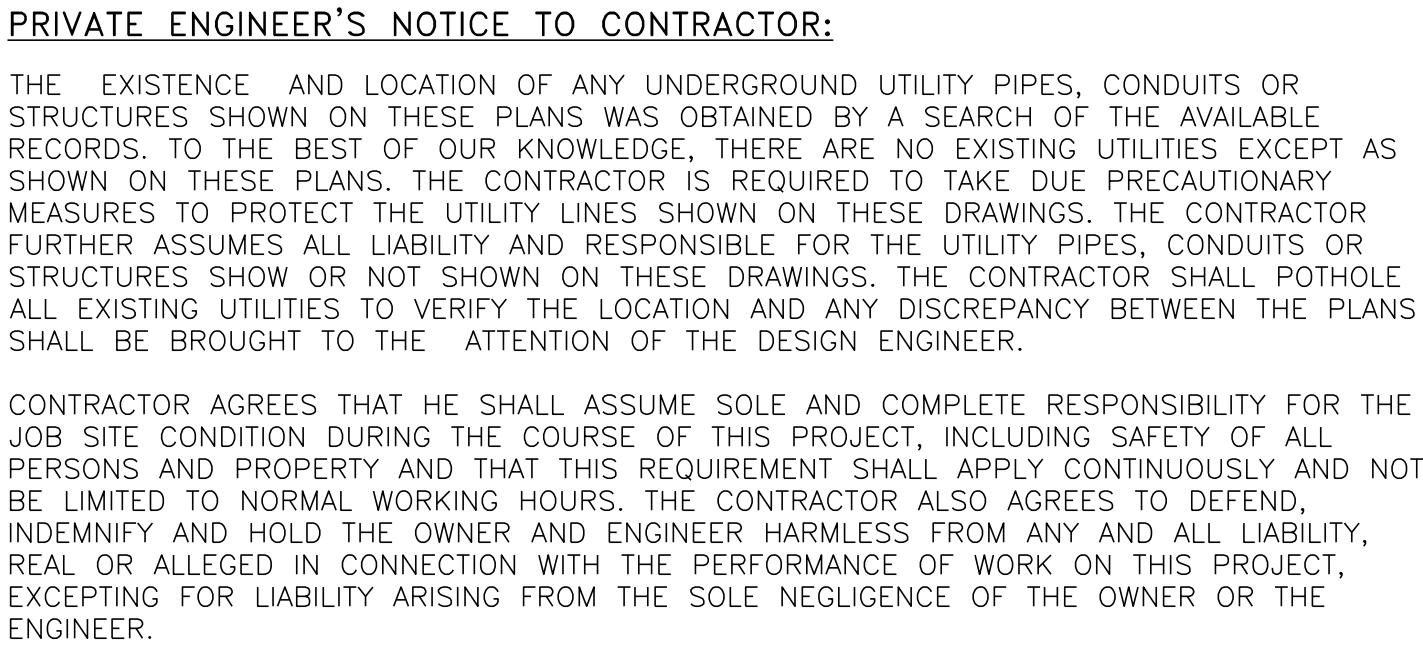 PRIVATE ENGINEER'S NOTICE TO CONTRACTOR:
THE EXISTENCE AND LOCATION OF ANY UNDERGROUND UTILITY PIPES, CONDUITS OR
STRUCTURES SHOWN ON THESE PLANS WAS OBTAINED BY A SEARCH OF THE AVAILABLE
RECORDS. TO THE BEST OF OUR KNOWLEDGE, THERE ARE NO EXISTING UTILITIES EXCEPT AS
SHOWN ON THESE PLANS. THE CONTRACTOR IS REQUIRED TO TAKE DUE PRECAUTIONARY
MEASURES TO PROTECT THE UTILITY LINES SHOWN ON THESE DRAWINGS. THE CONTRACTOR
FURTHER ASSUMES ALL LIABILITY AND RESPONSIBLE FOR THE UTILITY PIPES, CONDUITS OR
STRUCTURES SHOW OR NOT SHOWN ON THESE DRAWINGS. THE CONTRACTOR SHALL POTHOLE
ALL EXISTING UTILITIES TO VERIFY THE LOCATION AND ANY DISCREPANCY BETWEEN THE PLANS
SHALL BE BROUGHT TO THE ATTENTION OF THE DESIGN ENGINEER.
CONTRACTOR AGREES THAT HE SHALL ASSUME SOLE AND COMPLETE RESPONSIBILITY FOR THE
JOB SITE CONDITION DURING THE COURSE OF THIS PROJECT, INCLUDING SAFETY OF ALL
PERSONS AND PROPERTY AND THAT THIS REQUIREMENT SHALL APPLY CONTINUOUSLY AND NOT
BE LIMITED TO NORMAL WORKING HOURS. THE CONTRACTOR ALSO AGREES TO DEFEND,
INDEMNIFY AND HOLD THE OWNER AND ENGINEER HARMLESS FROM ANY AND ALL LIABILITY,
REAL OR ALLEGED IN CONNECTION WITH THE PERFORMANCE OF WORK ON THIS PROJECT,
EXCEPTING FOR LIABILITY ARISING FROM THE SOLE NEGLIGENCE OF THE OWNER OR THE
ENGINEER.